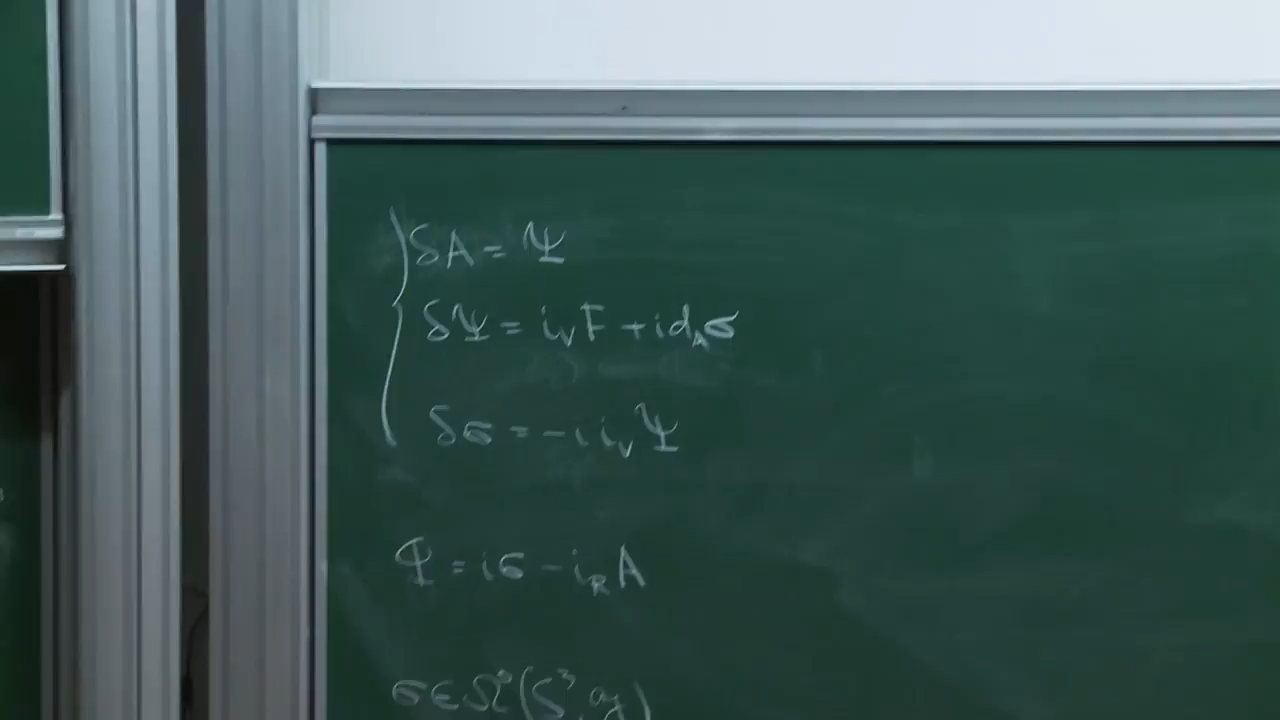 δA = Ψ
δΨ = i_V F + i d_A σ
δσ = -i i_V Ψ
Φ = iσ - i_R A
σ ∈ Ω⁰(S³, 𝔤)